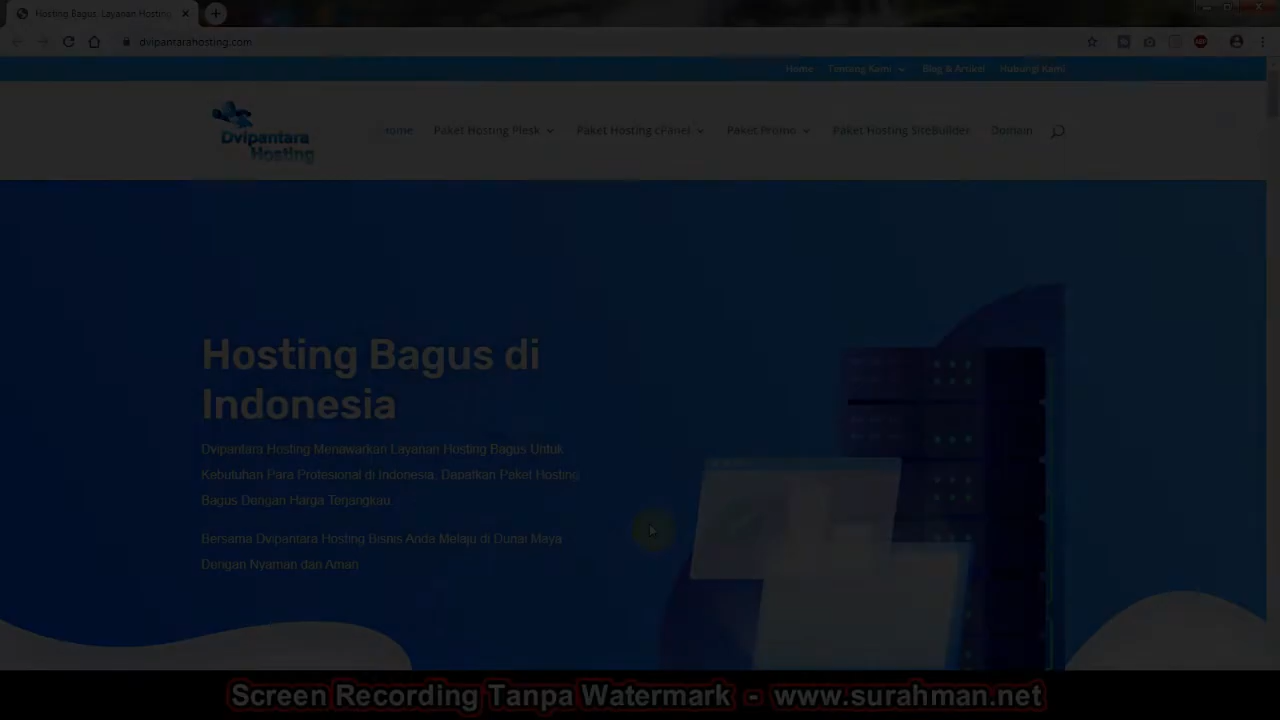 Hosting Bagus, Layanan Hosting
dvipantarahosting.com
Home Tentang Kami Blog & Artikel Hubungi Kami
Dvipantara
Hosting
Home Paket Hosting Plesk Paket Hosting cPanel Paket Promo Paket Hosting SiteBuilder Domain
Hosting Bagus di
Indonesia
Dvipantara Hosting Menawarkan Layanan Hosting Bagus Untuk
Kebutuhan Para Profesional di Indonesia. Dapatkan Paket Hosting
Bagus Dengan Harga Terjangkau.
Bersama Dvipantara Hosting Bisnis Anda Melaju di Dunai Maya
Dengan Nyaman dan Aman
Screen Recording Tanpa Watermark - www.surahman.net